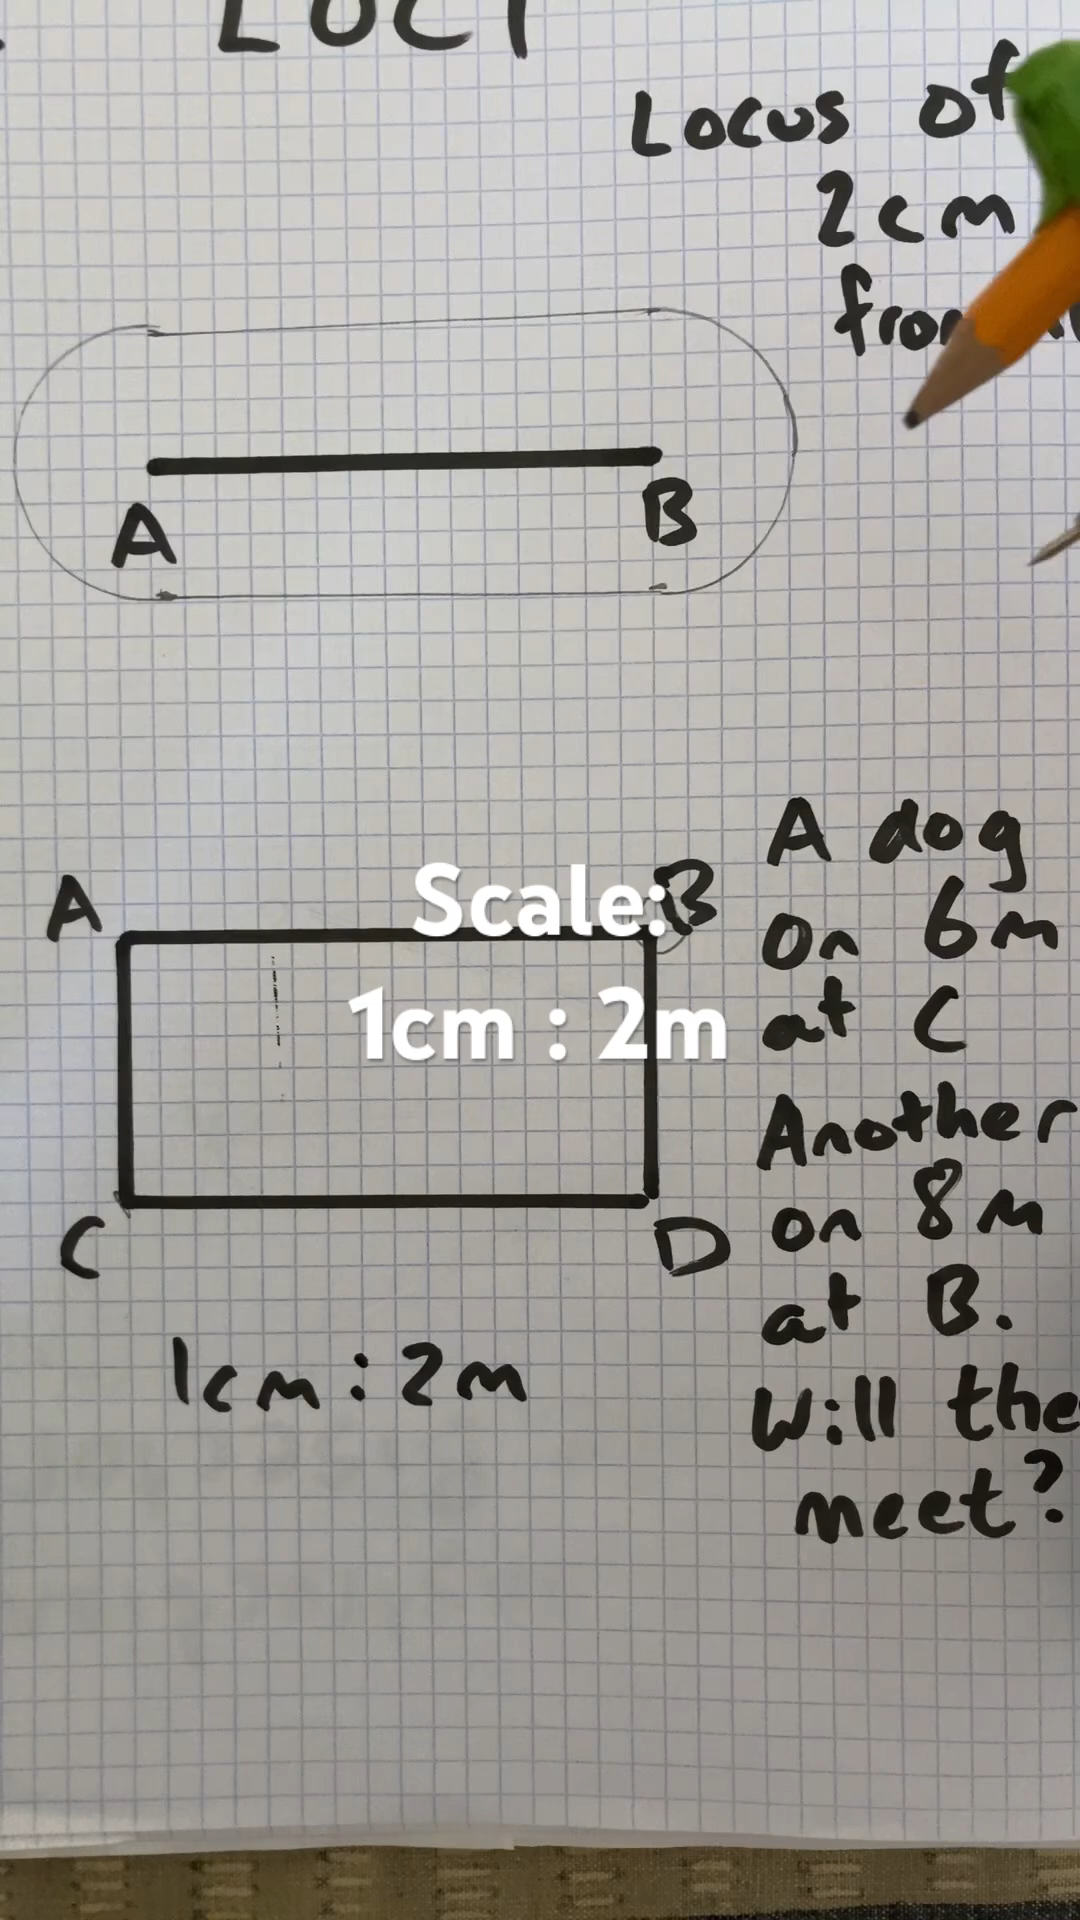 LOCI
Locus of
2cm
from
A
B
A
B
C
D
1cm : 2m
Scale:
1cm : 2m
A dog
on 6m
at C
Another
on 8m
at B.
Will
meet?